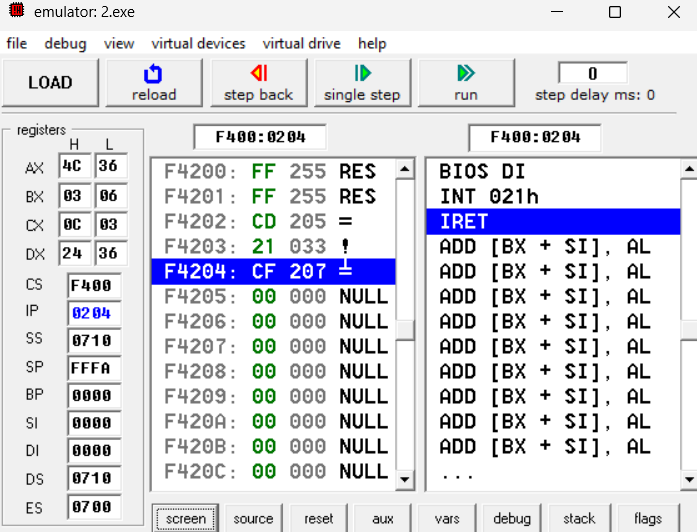 emulator: 2.exe
file debug view virtual devices virtual drive help
LOAD reload step back single step run 0 step delay ms: 0
registers
H L
AX 4C 36
BX 03 06
CX 0C 03
DX 24 36
CS F400
IP 0204
SS 0710
SP FFFA
BP 0000
SI 0000
DI 0000
DS 0710
ES 0700
F400:0204
F4200: FF 255 RES
F4201: FF 255 RES
F4202: CD 205 =
F4203: 21 033 !
F4204: CF 207 ╧
F4205: 00 000 NULL
F4206: 00 000 NULL
F4207: 00 000 NULL
F4208: 00 000 NULL
F4209: 00 000 NULL
F420A: 00 000 NULL
F420B: 00 000 NULL
F420C: 00 000 NULL
F400:0204
BIOS DI
INT 021h
IRET
ADD [BX + SI], AL
ADD [BX + SI], AL
ADD [BX + SI], AL
ADD [BX + SI], AL
ADD [BX + SI], AL
ADD [BX + SI], AL
ADD [BX + SI], AL
ADD [BX + SI], AL
ADD [BX + SI], AL
...
screen source reset aux vars debug stack flags